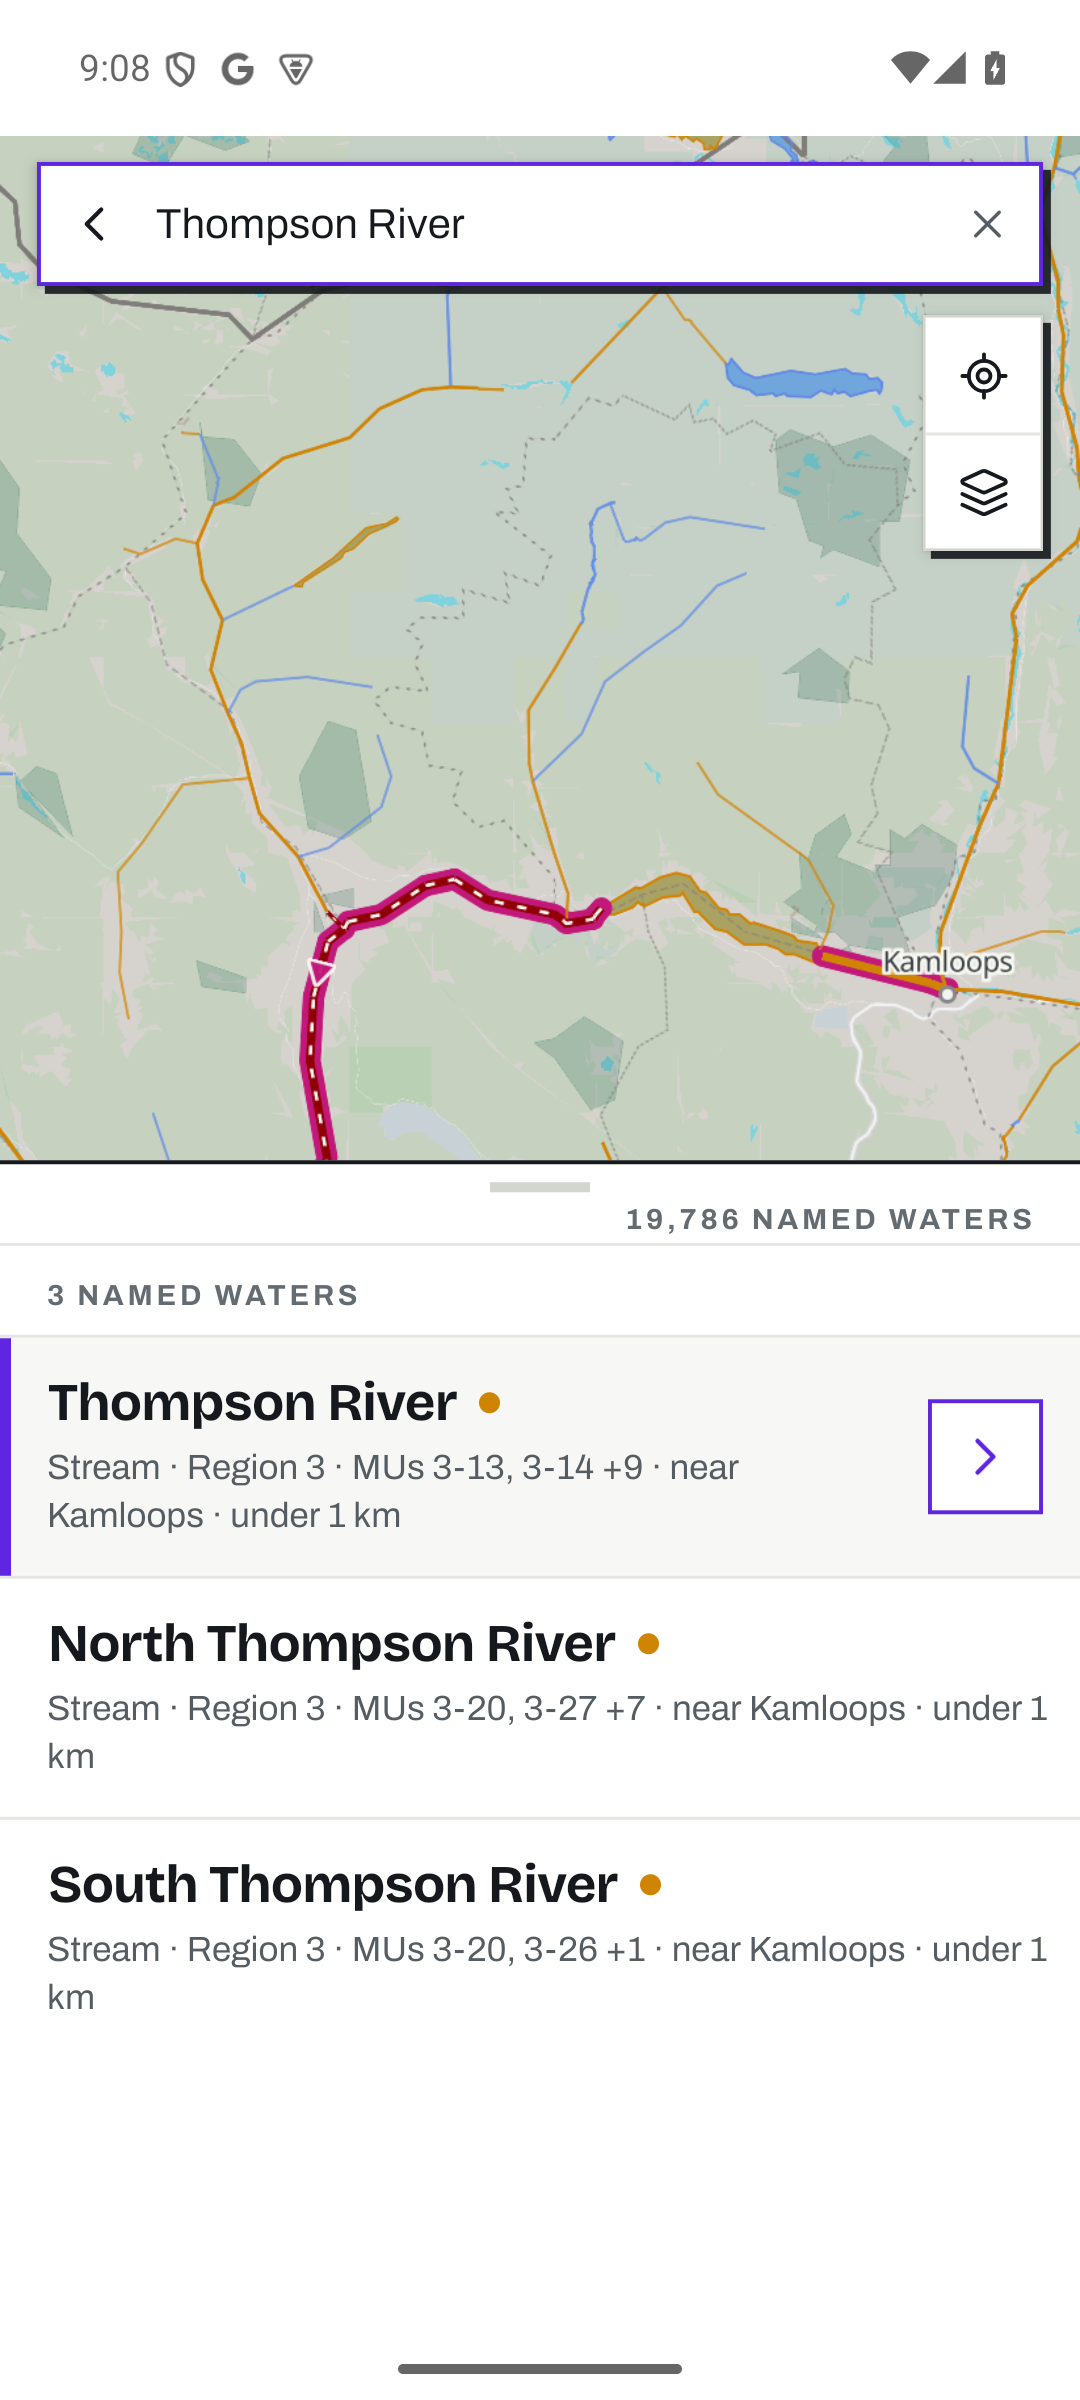 9:08
Thompson River
Kamloops
19,786 NAMED WATERS
3 NAMED WATERS
Thompson River
Stream · Region 3 · MUs 3-13, 3-14 +9 · near
Kamloops · under 1 km
North Thompson River
Stream · Region 3 · MUs 3-20, 3-27 +7 · near Kamloops · under 1
km
South Thompson River
Stream · Region 3 · MUs 3-20, 3-26 +1 · near Kamloops · under 1
km